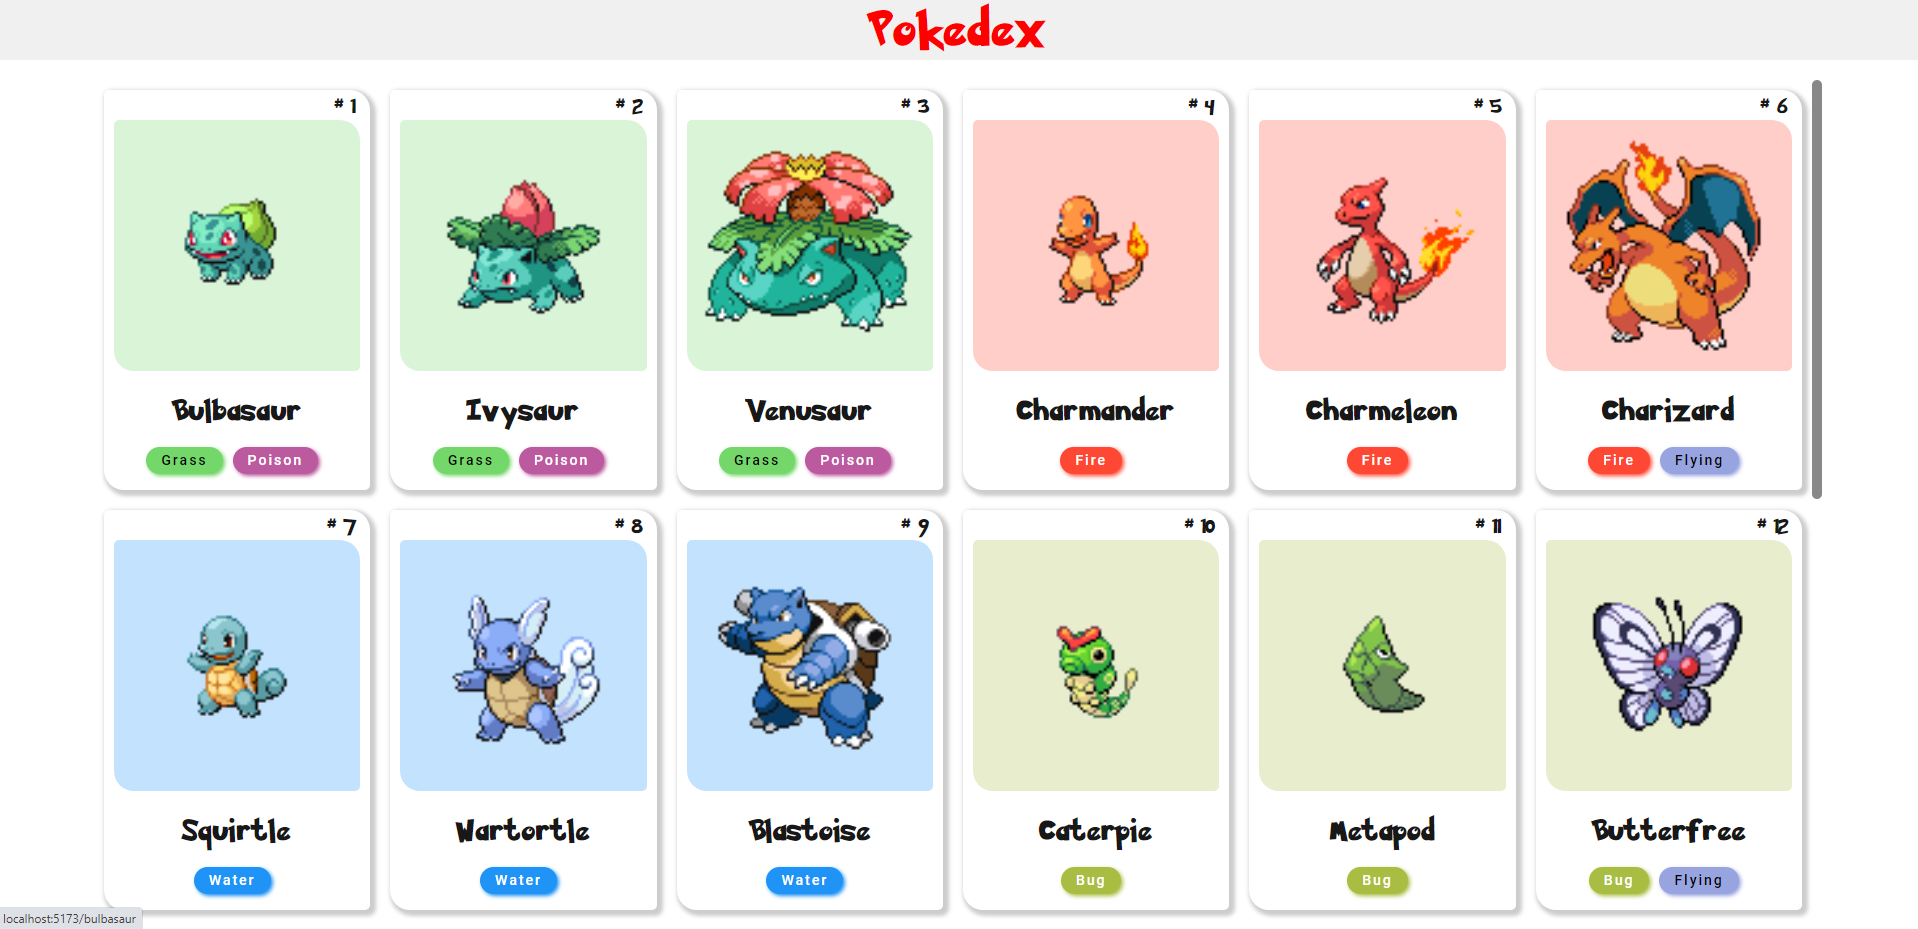 Pokedex
# 1
# 2
# 3
# 4
# 5
# 6
Bulbasaur
Ivysaur
Venusaur
Charmander
Charmeleon
Charizard
Grass Poison
Grass Poison
Grass Poison
Fire
Fire
Fire Flying
# 7
# 8
# 9
# 10
# 11
# 12
Squirtle
Wartortle
Blastoise
Caterpie
Metapod
Butterfree
Water
Water
Water
Bug
Bug
Bug Flying
localhost:5173/bulbasaur